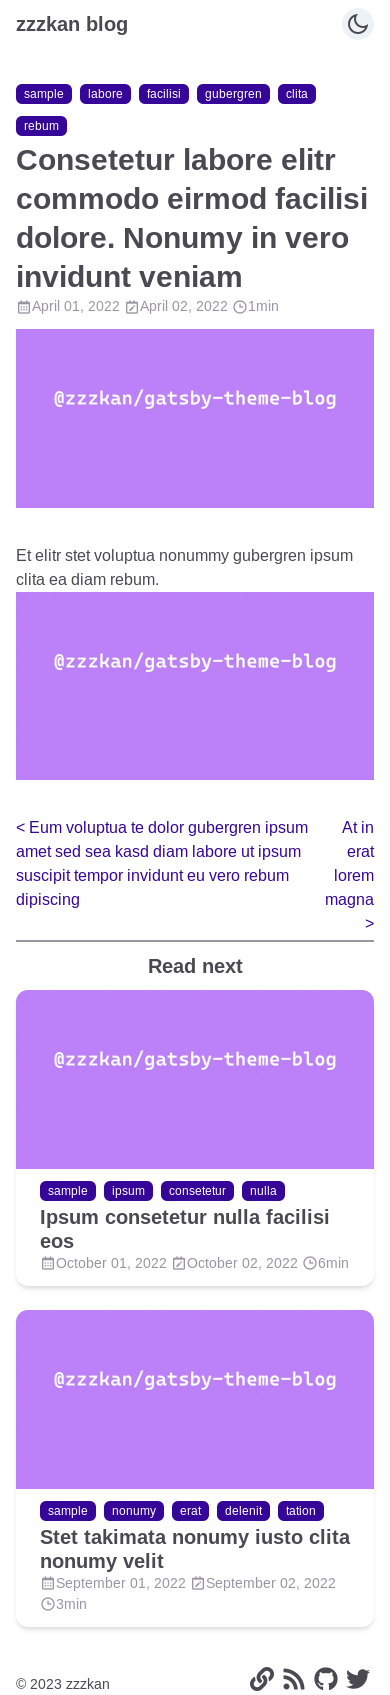 zzzkan blog
sample labore facilisi gubergren clita
rebum
Consetetur labore elitr
commodo eirmod facilisi
dolore. Nonumy in vero
invidunt veniam
April 01, 2022 April 02, 2022 1min
@zzzkan/gatsby-theme-blog
Et elitr stet voluptua nonummy gubergren ipsum
clita ea diam rebum.
@zzzkan/gatsby-theme-blog
< Eum voluptua te dolor gubergren ipsum
amet sed sea kasd diam labore ut ipsum
suscipit tempor invidunt eu vero rebum
dipiscing
At in
erat
lorem
magna
>
Read next
@zzzkan/gatsby-theme-blog
sample ipsum consetetur nulla
Ipsum consetetur nulla facilisi
eos
October 01, 2022 October 02, 2022 6min
@zzzkan/gatsby-theme-blog
sample nonumy erat delenit tation
Stet takimata nonumy iusto clita
nonumy velit
September 01, 2022 September 02, 2022
3min
© 2023 zzzkan